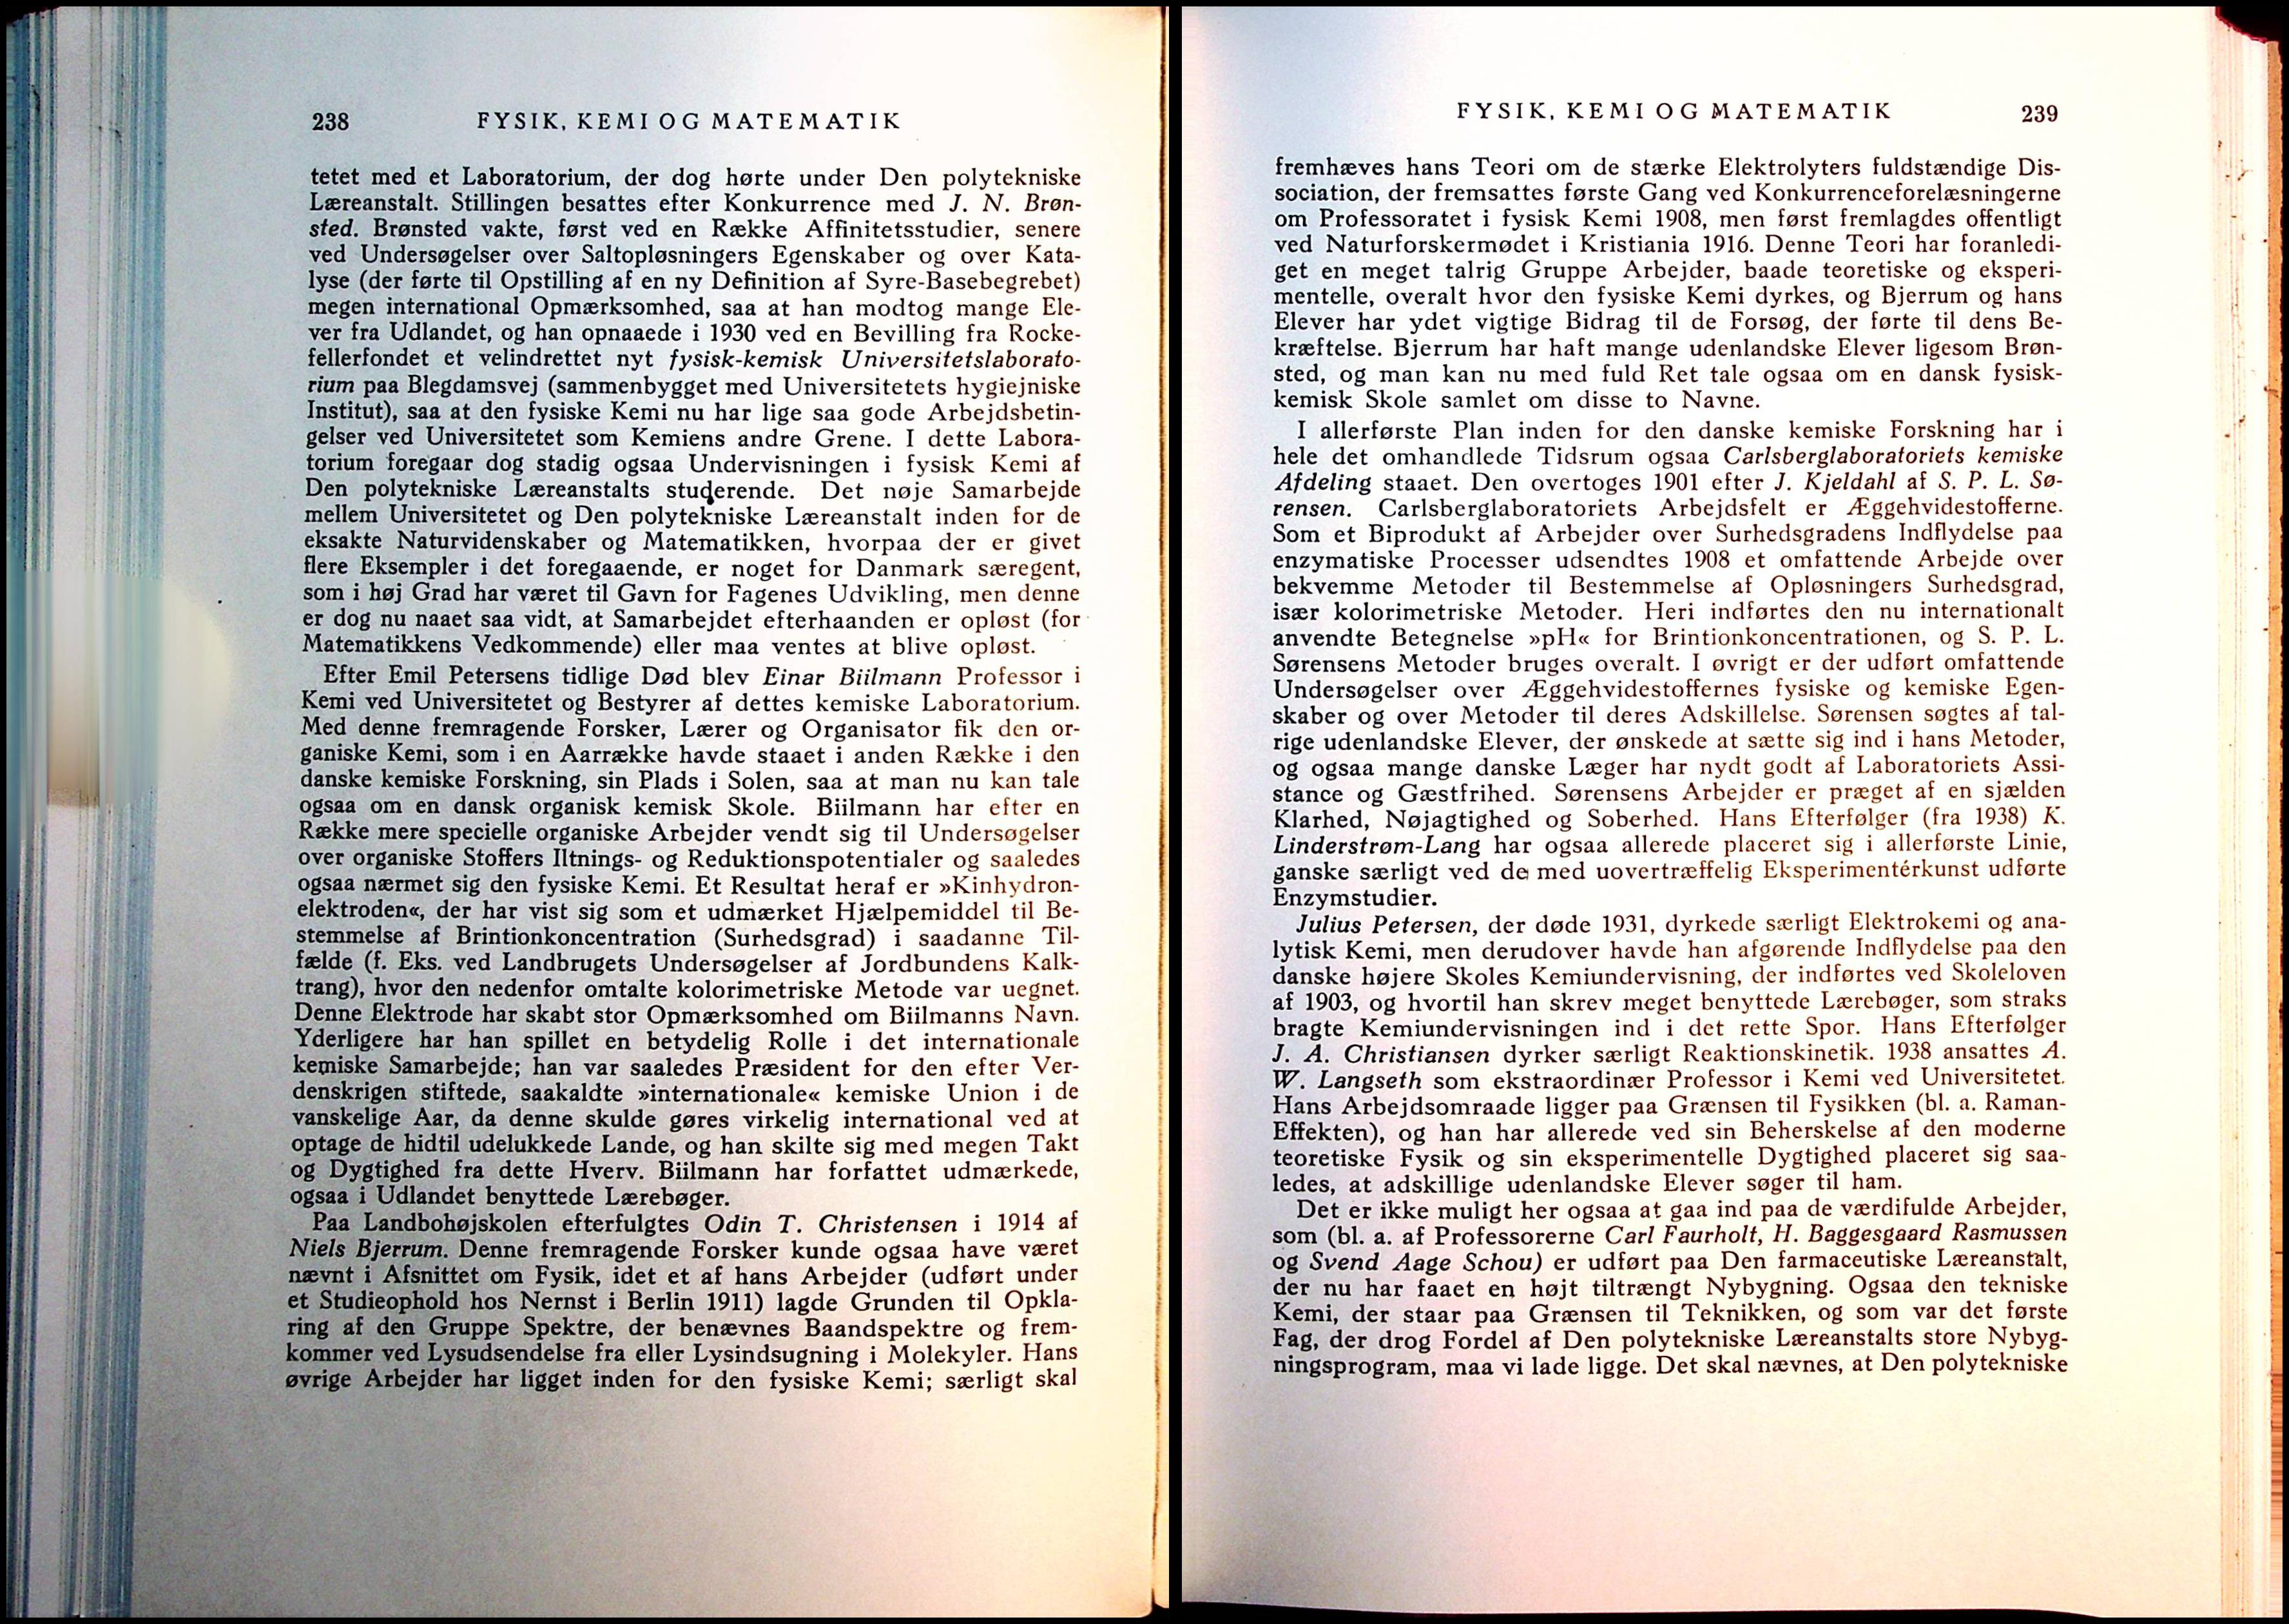 238
FYSIK, KEMI OG MATEMATIK
tetet med et Laboratorium, der dog hørte under Den polytekniske
Læreanstalt. Stillingen besattes efter Konkurrence med J. N. Brøn-
sted. Brønsted vakte, først ved en Række Affinitetsstudier, senere
ved Undersøgelser over Saltopløsningers Egenskaber og over Kata-
lyse (der førte til Opstilling af en ny Definition af Syre-Basebegrebet)
megen international Opmærksomhed, saa at han modtog mange Ele-
ver fra Udlandet, og han opnaaede i 1930 ved en Bevilling fra Rocke-
fellerfondet et velindrettet nyt fysisk-kemisk Universitetslaborato-
rium paa Blegdamsvej (sammenbygget med Universitetets hygiejniske
Institut), saa at den fysiske Kemi nu har lige saa gode Arbejdsbetin-
gelser ved Universitetet som Kemiens andre Grene. I dette Labora-
torium foregaar dog stadig ogsaa Undervisningen i fysisk Kemi af
Den polytekniske Læreanstalts studerende. Det nøje Samarbejde
mellem Universitetet og Den polytekniske Læreanstalt inden for de
eksakte Naturvidenskaber og Matematikken, hvorpaa der er givet
flere Eksempler i det foregaaende, er noget for Danmark særegent,
som i høj Grad har været til Gavn for Fagenes Udvikling, men denne
er dog nu naaet saa vidt, at Samarbejdet efterhaanden er opløst (for
Matematikkens Vedkommende) eller maa ventes at blive opløst.
Efter Emil Petersens tidlige Død blev Einar Biilmann Professor i
Kemi ved Universitetet og Bestyrer af dettes kemiske Laboratorium.
Med denne fremragende Forsker, Lærer og Organisator fik den or-
ganiske Kemi, som i en Aarrække havde staaet i anden Række i den
danske kemiske Forskning, sin Plads i Solen, saa at man nu kan tale
ogsaa om en dansk organisk kemisk Skole. Biilmann har efter en
Række mere specielle organiske Arbejder vendt sig til Undersøgelser
over organiske Stoffers Iltnings- og Reduktionspotentialer og saaledes
ogsaa nærmet sig den fysiske Kemi. Et Resultat heraf er »Kinhydron-
elektroden«, der har vist sig som et udmærket Hjælpemiddel til Be-
stemmelse af Brintionkoncentration (Surhedsgrad) i saadanne Til-
fælde (f. Eks. ved Landbrugets Undersøgelser af Jordbundens Kalk-
trang), hvor den nedenfor omtalte kolorimetriske Metode var uegnet.
Denne Elektrode har skabt stor Opmærksomhed om Biilmanns Navn.
Yderligere har han spillet en betydelig Rolle i det internationale
kemiske Samarbejde; han var saaledes Præsident for den efter Ver-
denskrigen stiftede, saakaldte »internationale« kemiske Union i de
vanskelige Aar, da denne skulde gøres virkelig international ved at
optage de hidtil udelukkede Lande, og han skilte sig med megen Takt
og Dygtighed fra dette Hverv. Biilmann har forfattet udmærkede,
ogsaa i Udlandet benyttede Lærebøger.
Paa Landbohøjskolen efterfulgtes Odin T. Christensen i 1914 af
Niels Bjerrum. Denne fremragende Forsker kunde ogsaa have været
nævnt i Afsnittet om Fysik, idet et af hans Arbejder (udført under
et Studieophold hos Nernst i Berlin 1911) lagde Grunden til Opkla-
ring af den Gruppe Spektre, der benævnes Baandspektre og frem-
kommer ved Lysudsendelse fra eller Lysindsugning i Molekyler. Hans
øvrige Arbejder har ligget inden for den fysiske Kemi; særligt skal
FYSIK, KEMI OG MATEMATIK
239
fremhæves hans Teori om de stærke Elektrolyters fuldstændige Dis-
sociation, der fremsattes første Gang ved Konkurrenceforelæsningerne
om Professoratet i fysisk Kemi 1908, men først fremlagdes offentligt
ved Naturforskermødet i Kristiania 1916. Denne Teori har foranledi-
get en meget talrig Gruppe Arbejder, baade teoretiske og eksperi-
mentelle, overalt hvor den fysiske Kemi dyrkes, og Bjerrum og hans
Elever har ydet vigtige Bidrag til de Forsøg, der førte til dens Be-
kræftelse. Bjerrum har haft mange udenlandske Elever ligesom Brøn-
sted, og man kan nu med fuld Ret tale ogsaa om en dansk fysisk-
kemisk Skole samlet om disse to Navne.
I allerførste Plan inden for den danske kemiske Forskning har i
hele det omhandlede Tidsrum ogsaa Carlsberglaboratoriets kemiske
Afdeling staaet. Den overtoges 1901 efter J. Kjeldahl af S. P. L. Sø-
rensen. Carlsberglaboratoriets Arbejdsfelt er Æggehvidestofferne.
Som et Biprodukt af Arbejder over Surhedsgradens Indflydelse paa
enzymatiske Processer udsendtes 1908 et omfattende Arbejde over
bekvemme Metoder til Bestemmelse af Opløsningers Surhedsgrad,
især kolorimetriske Metoder. Heri indførtes den nu internationalt
anvendte Betegnelse »pH« for Brintionkoncentrationen, og S. P. L.
Sørensens Metoder bruges overalt. I øvrigt er der udført omfattende
Undersøgelser over Æggehvidestoffernes fysiske og kemiske Egen-
skaber og over Metoder til deres Adskillelse. Sørensen søgtes af tal-
rige udenlandske Elever, der ønskede at sætte sig ind i hans Metoder,
og ogsaa mange danske Læger har nydt godt af Laboratoriets Assi-
stance og Gæstfrihed. Sørensens Arbejder er præget af en sjælden
Klarhed, Nøjagtighed og Soberhed. Hans Efterfølger (fra 1938) K.
Linderstrøm-Lang har ogsaa allerede placeret sig i allerførste Linie,
ganske særligt ved de med uovertræffelig Eksperimentérkunst udførte
Enzymstudier.
Julius Petersen, der døde 1931, dyrkede særligt Elektrokemi og ana-
lytisk Kemi, men derudover havde han afgørende Indflydelse paa den
danske højere Skoles Kemiundervisning, der indførtes ved Skoleloven
af 1903, og hvortil han skrev meget benyttede Lærebøger, som straks
bragte Kemiundervisningen ind i det rette Spor. Hans Efterfølger
J. A. Christiansen dyrker særligt Reaktionskinetik. 1938 ansattes A.
W. Langseth som ekstraordinær Professor i Kemi ved Universitetet.
Hans Arbejdsomraade ligger paa Grænsen til Fysikken (bl. a. Raman-
Effekten), og han har allerede ved sin Beherskelse af den moderne
teoretiske Fysik og sin eksperimentelle Dygtighed placeret sig saa-
ledes, at adskillige udenlandske Elever søger til ham.
Det er ikke muligt her ogsaa at gaa ind paa de værdifulde Arbejder,
som (bl. a. af Professorerne Carl Faurholt, H. Baggesgaard Rasmussen
og Svend Aage Schou) er udført paa Den farmaceutiske Læreanstalt,
der nu har faaet en højt tiltrængt Nybygning. Ogsaa den tekniske
Kemi, der staar paa Grænsen til Teknikken, og som var det første
Fag, der drog Fordel af Den polytekniske Læreanstalts store Nybyg-
ningsprogram, maa vi lade ligge. Det skal nævnes, at Den polytekniske